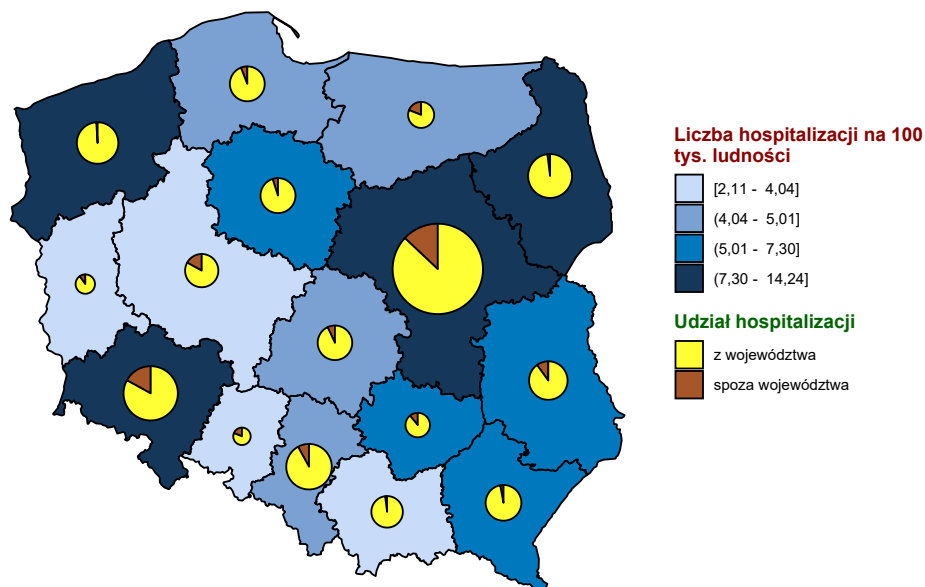 Liczba hospitalizacji na 100
tys. ludności
[2,11 - 4,04]
(4,04 - 5,01]
(5,01 - 7,30]
(7,30 - 14,24]
Udział hospitalizacji
z województwa
spoza województwa